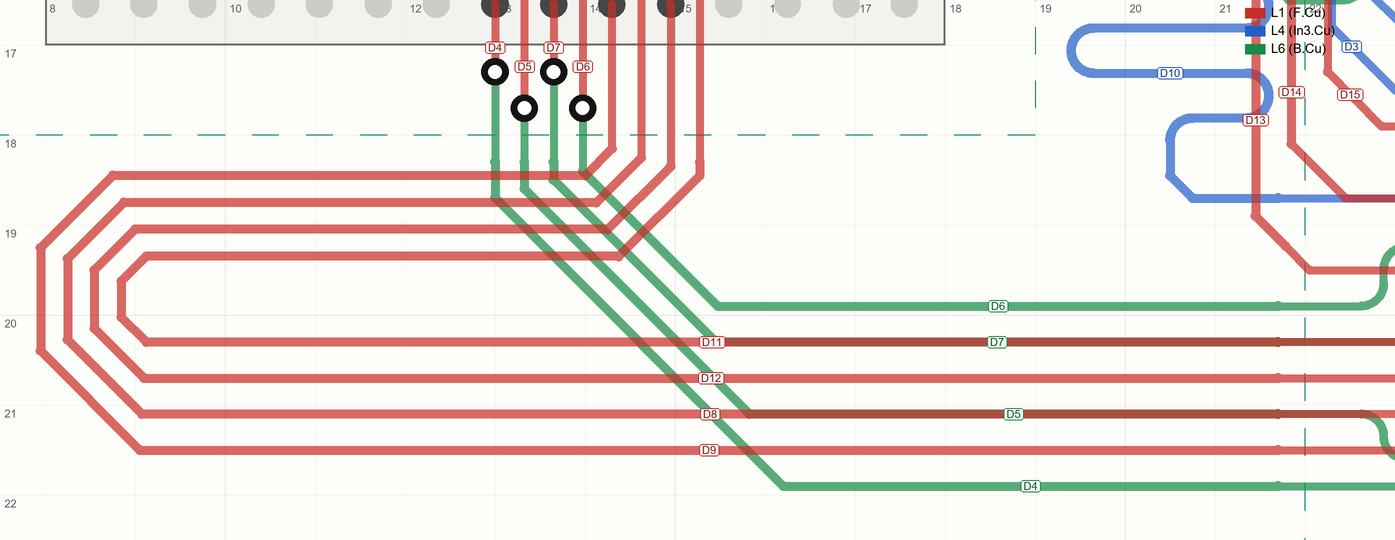 8 10 12 13 14 15 17 18 20 21 22
L1 (F.Cu)
L4 (In3.Cu)
L6 (B.Cu)
D4 D7
D5 D6
D3
D10
D14 D15
D13
17
18
19
20
21
22
D6
D11 D7
D12
D8 D5
D9
D4
16 17 19